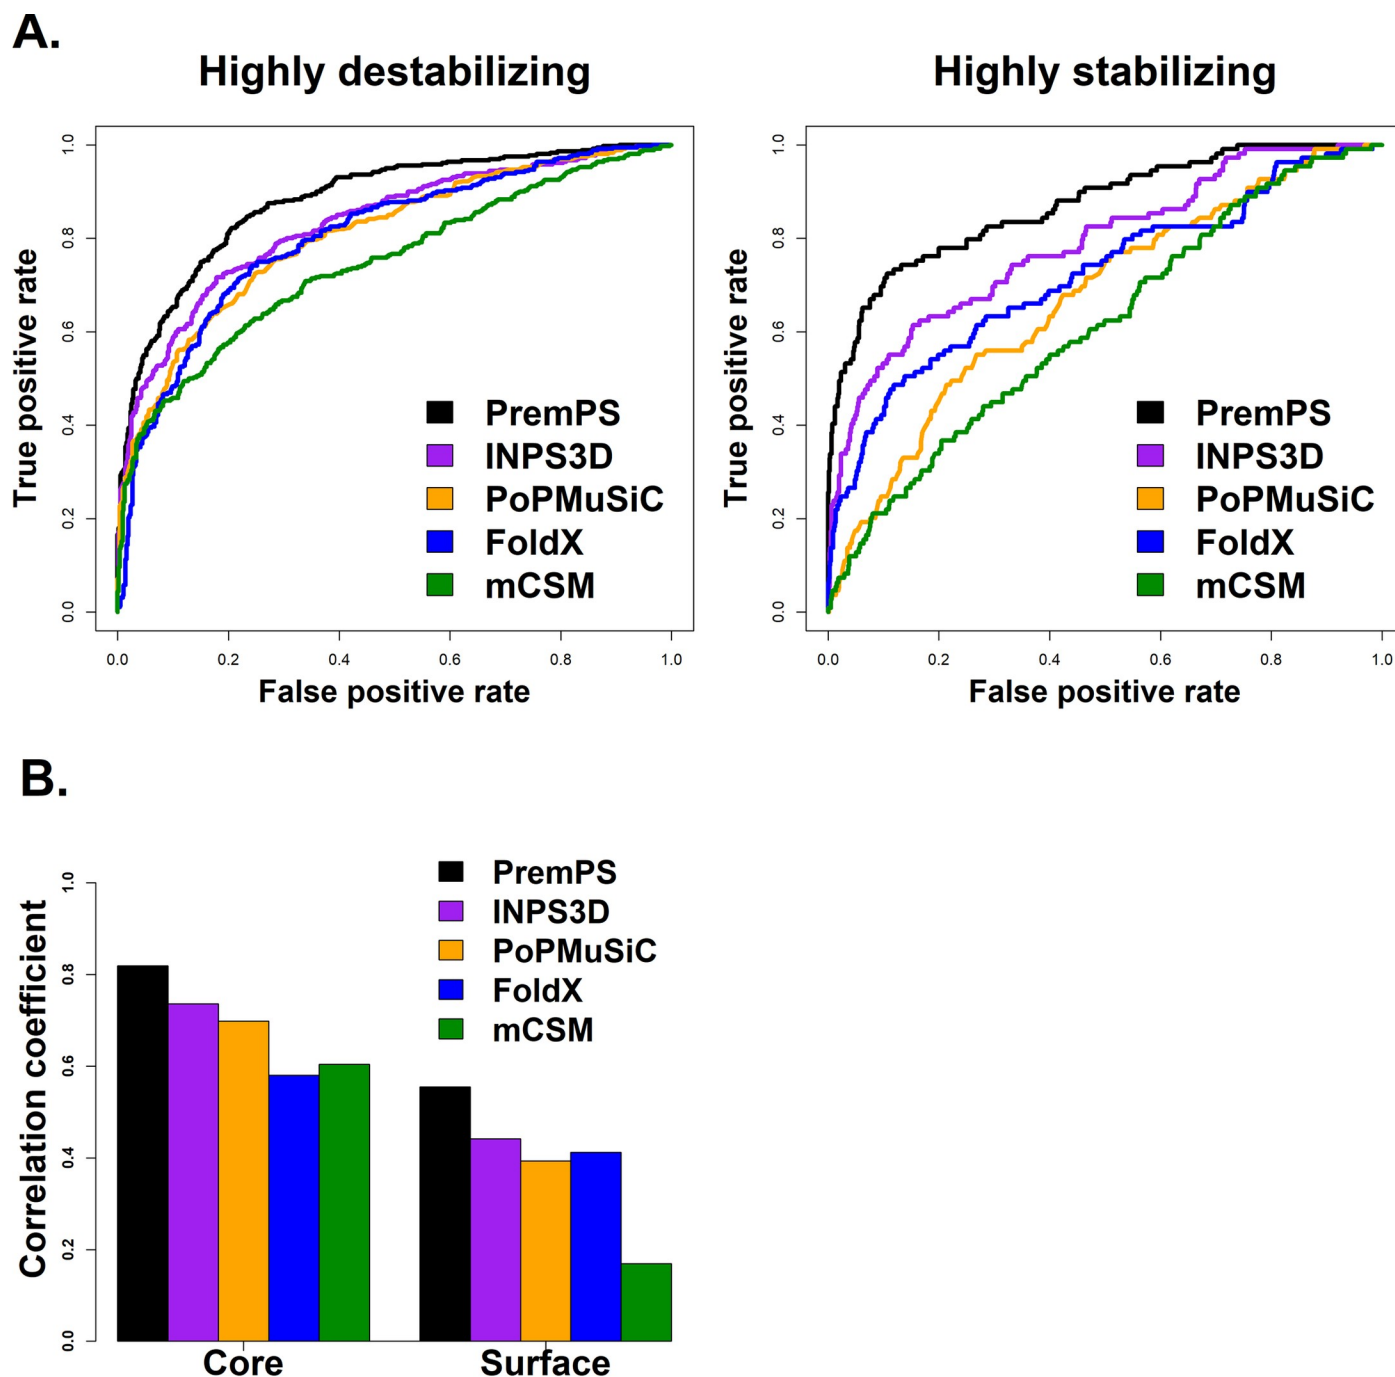 A.
Highly destabilizing
True positive rate
1.0
0.8
0.6
0.4
0.2
0.0
PremPS
INPS3D
PoPMuSiC
FoldX
mCSM
0.0 0.2 0.4 0.6 0.8 1.0
False positive rate
Highly stabilizing
True positive rate
1.0
0.8
0.6
0.4
0.2
0.0
PremPS
INPS3D
PoPMuSiC
FoldX
mCSM
0.0 0.2 0.4 0.6 0.8 1.0
False positive rate
B.
Correlation coefficient
1.0
0.8
0.6
0.4
0.2
0.0
PremPS
INPS3D
PoPMuSiC
FoldX
mCSM
Core Surface